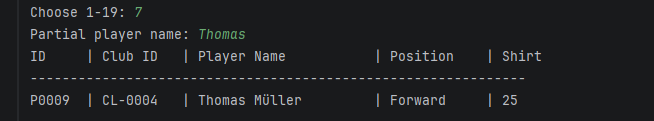 Choose 1-19: 7
Partial player name: Thomas
ID     | Club ID   | Player Name           | Position    | Shirt
--------------------------------------------------------------
P0009  | CL-0004   | Thomas Müller         | Forward     | 25